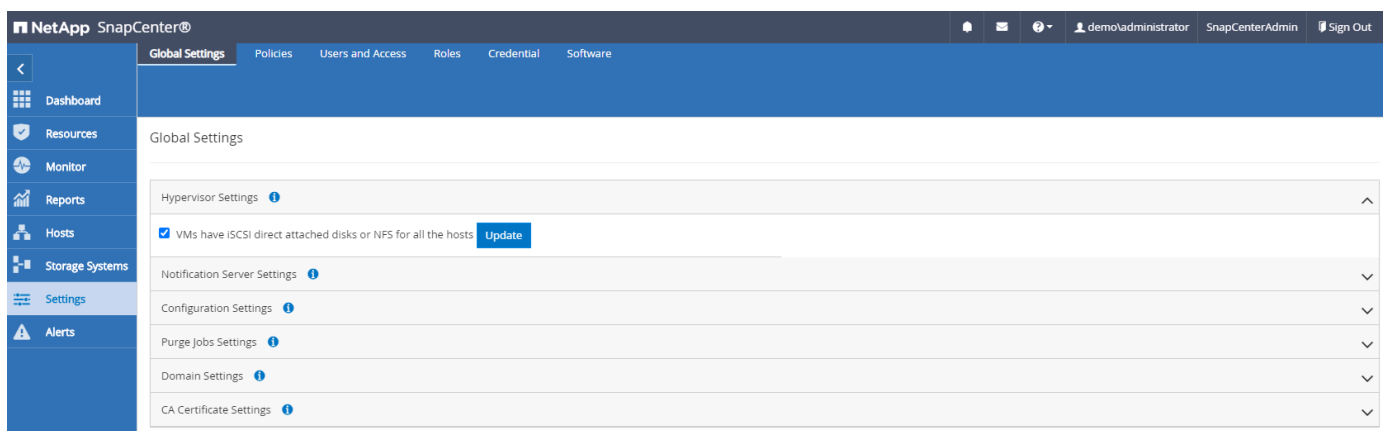 NetApp SnapCenter® demo\administrator SnapCenterAdmin Sign Out
Global Settings Policies Users and Access Roles Credential Software
Dashboard
Resources
Global Settings
Monitor
Reports
Hypervisor Settings
Hosts
VMs have iSCSI direct attached disks or NFS for all the hosts Update
Storage Systems
Notification Server Settings
Settings
Configuration Settings
Alerts
Purge Jobs Settings
Domain Settings
CA Certificate Settings